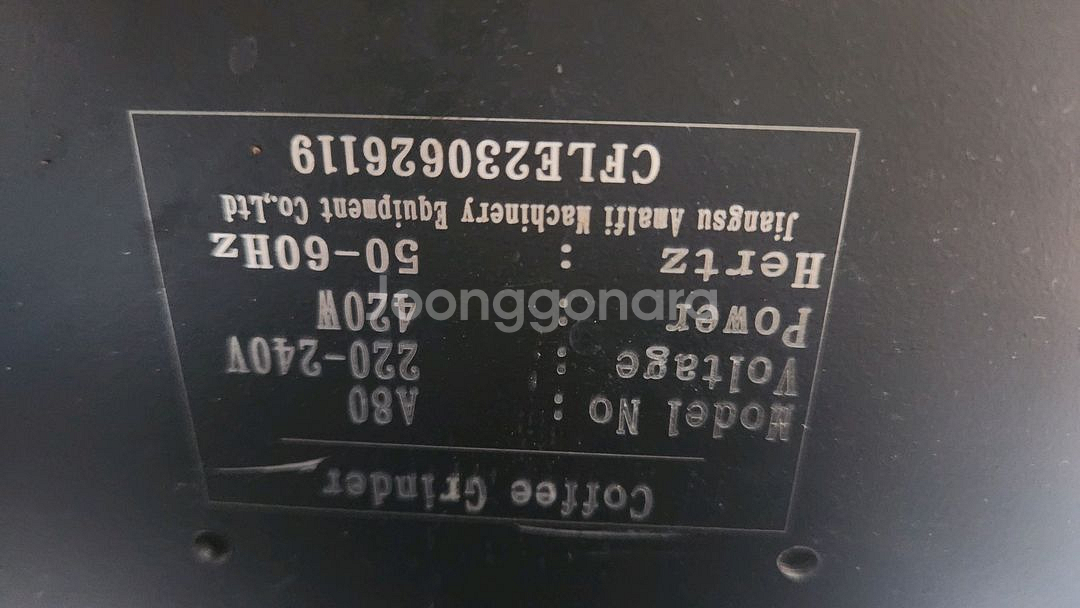 Coffee Grinder
Model No : A80
Voltage : 220-240V
Power : 420W
Hertz : 50-60Hz
Jiangsu Amalfi Machinery Equipment Co.,Ltd
CFLE230626119
Joonggonara